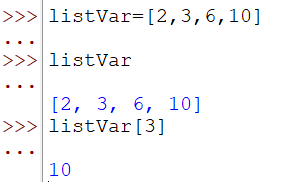 >>> listVar=[2,3,6,10]
...
>>> listVar
...
[2, 3, 6, 10]
>>> listVar[3]
...
10